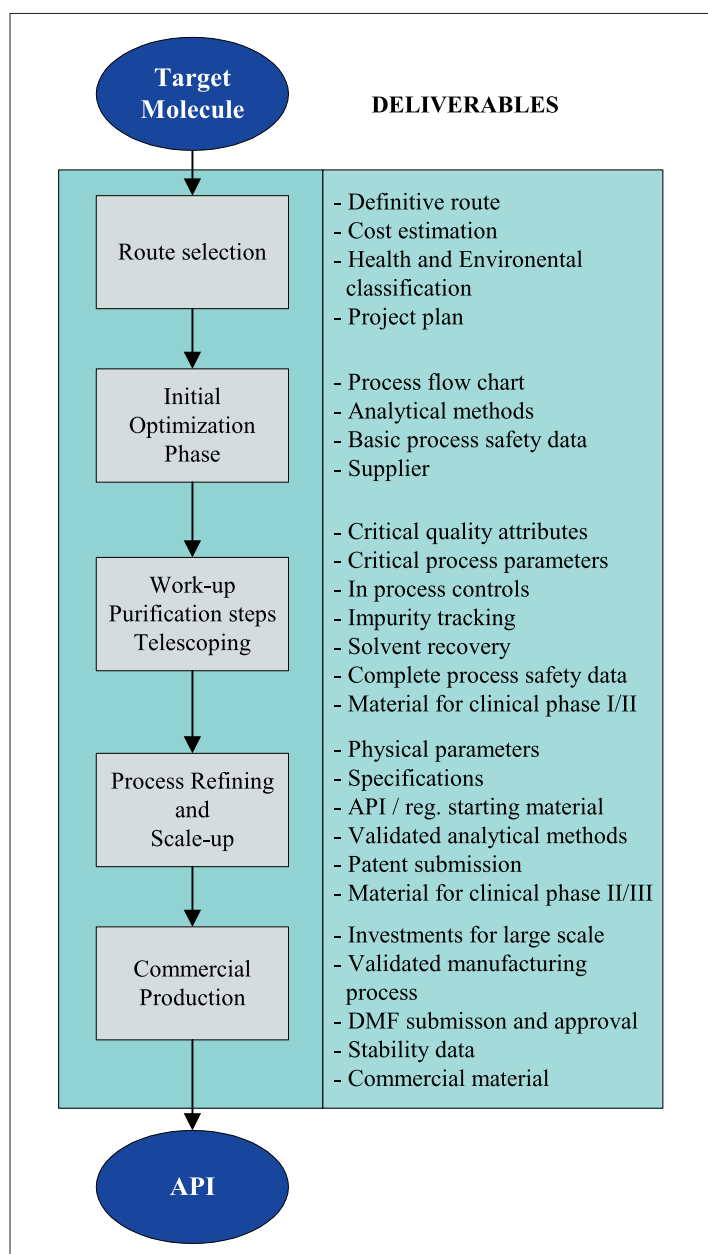 Target
Molecule
DELIVERABLES
Route selection
- Definitive route
- Cost estimation
- Health and Environental
classification
- Project plan
Initial
Optimization
Phase
- Process flow chart
- Analytical methods
- Basic process safety data
- Supplier
Work-up
Purification steps
Telescoping
- Critical quality attributes
- Critical process parameters
- In process controls
- Impurity tracking
- Solvent recovery
- Complete process safety data
- Material for clinical phase I/II
Process Refining
and
Scale-up
- Physical parameters
- Specifications
- API / reg. starting material
- Validated analytical methods
- Patent submission
- Material for clinical phase II/III
Commercial
Production
- Investments for large scale
- Validated manufacturing
process
- DMF submisson and approval
- Stability data
- Commercial material
API